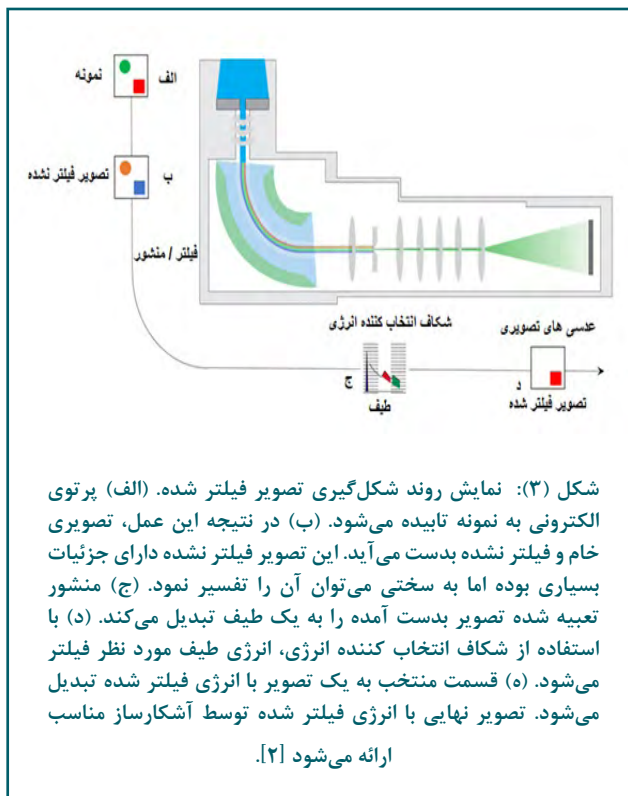 نمونه
الف
تصویر فیلتر نشده
ب
فیلتر / منشور
شکاف انتخاب کننده انرژی
عدسی های تصویری
ج
طیف
د
تصویر فیلتر شده
شکل (۳): نمایش روند شکل‌گیری تصویر فیلتر شده. (الف) پرتوی
الکترونی به نمونه تابیده می‌شود. (ب) در نتیجه این عمل، تصویری
خام و فیلتر نشده بدست می‌آید. این تصویر فیلتر نشده دارای جزئیات
بسیاری بوده اما به سختی می‌توان آن را تفسیر نمود. (ج) منشور
تعبیه شده تصویر بدست آمده را به یک طیف تبدیل می‌کند. (د) با
استفاده از شکاف انتخاب کننده انرژی، انرژی طیف مورد نظر فیلتر
می‌شود. (ه) قسمت منتخب به یک تصویر با انرژی فیلتر شده تبدیل
می‌شود. تصویر نهایی با انرژی فیلتر شده توسط آشکارساز مناسب
ارائه می‌شود [۲].